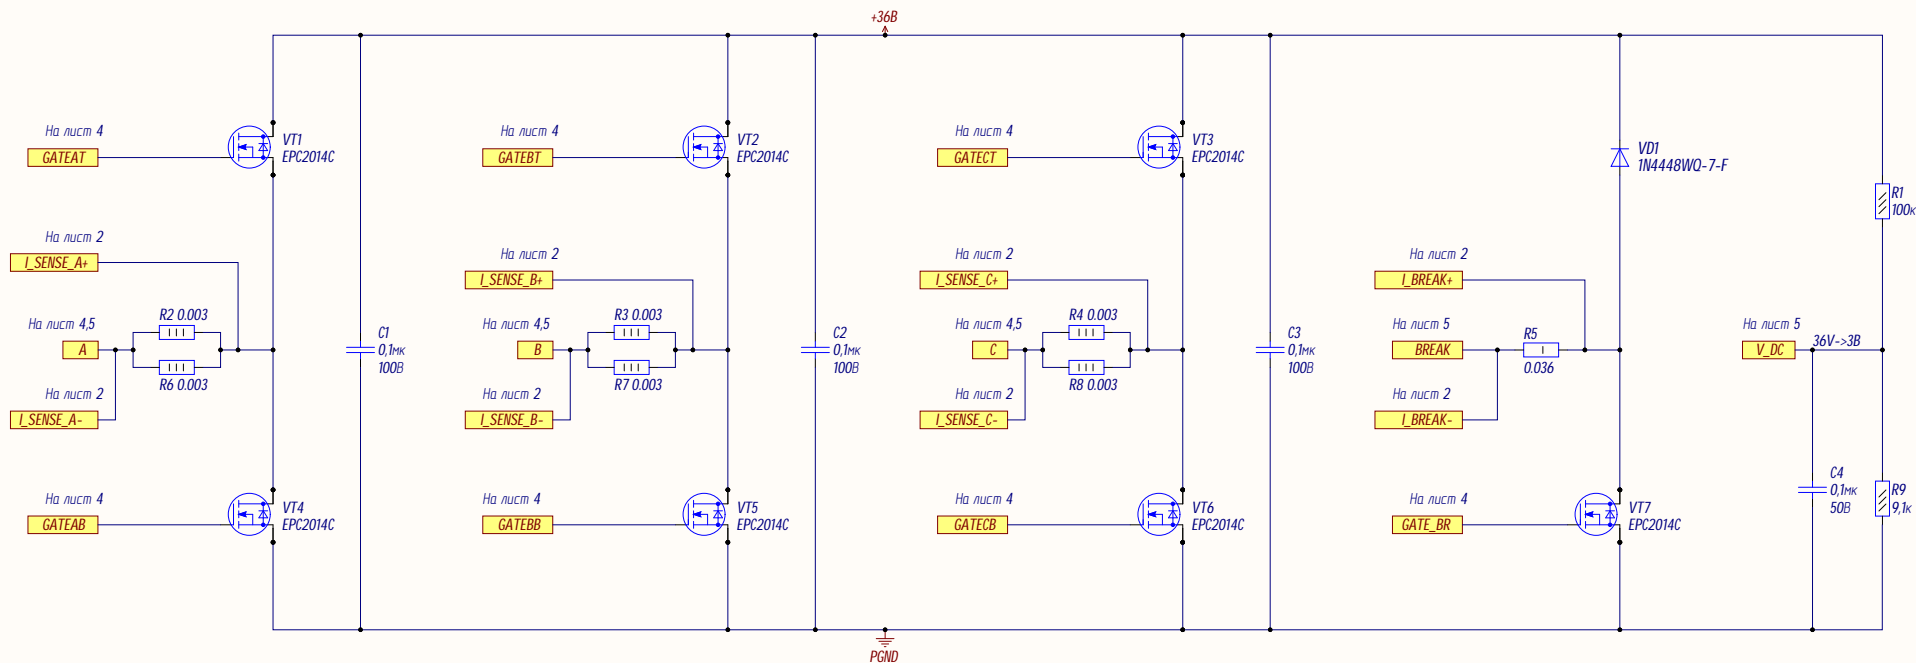 +36В
На лист 4
GATEAT
VT1
EPC2014C
На лист 4
GATEBT
VT2
EPC2014C
На лист 4
GATECT
VT3
EPC2014C
VD1
1N4448WQ-7-F
R1
100к
На лист 2
I_SENSE_A+
На лист 2
I_SENSE_B+
На лист 2
I_SENSE_C+
На лист 2
I_BREAK+
На лист 4,5
A
R2 0.003
R6 0.003
C1
0,1мк
100В
На лист 4,5
B
R3 0.003
R7 0.003
C2
0,1мк
100В
На лист 4,5
C
R4 0.003
R8 0.003
C3
0,1мк
100В
На лист 5
BREAK
R5
0.036
На лист 5
V_DC
36V->3В
На лист 2
I_SENSE_A-
На лист 2
I_SENSE_B-
На лист 2
I_SENSE_C-
На лист 2
I_BREAK-
На лист 4
GATEAB
VT4
EPC2014C
На лист 4
GATEBB
VT5
EPC2014C
На лист 4
GATECB
VT6
EPC2014C
На лист 4
GATE_BR
VT7
EPC2014C
C4
0,1мк
50В
R9
9,1к
PGND